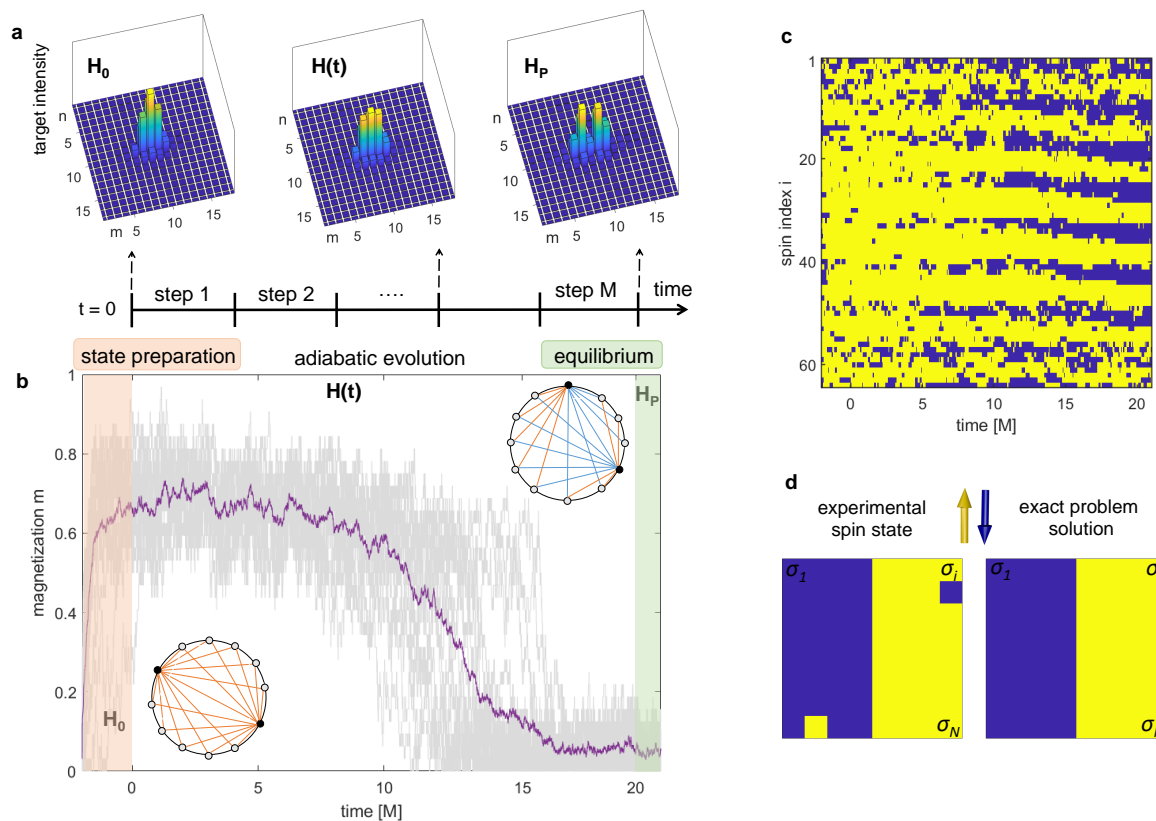 a
target intensity
H0
n
5
10
15
m
5
10
15
H(t)
n
5
10
15
m
5
10
15
HP
n
5
10
15
m
5
10
15
t = 0
step 1
step 2
....
step M
time
state preparation
adiabatic evolution
equilibrium
b
H(t)
HP
H0
magnetization m
0
0.2
0.4
0.6
0.8
1
0
5
10
15
20
time [M]
c
spin index i
1
20
40
60
0
5
10
15
20
time [M]
d
experimental
spin state
exact problem
solution
σ1
σi
σN
σ1
σ
σ